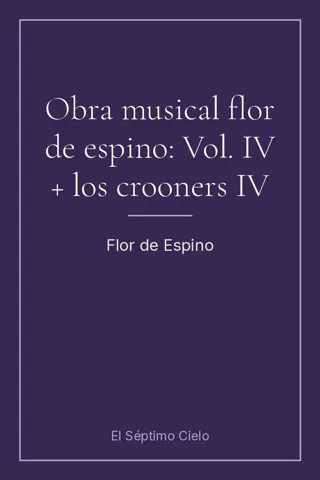 Obra musical flor
de espino: Vol. IV
+ los crooners IV
Flor de Espino
El Séptimo Cielo